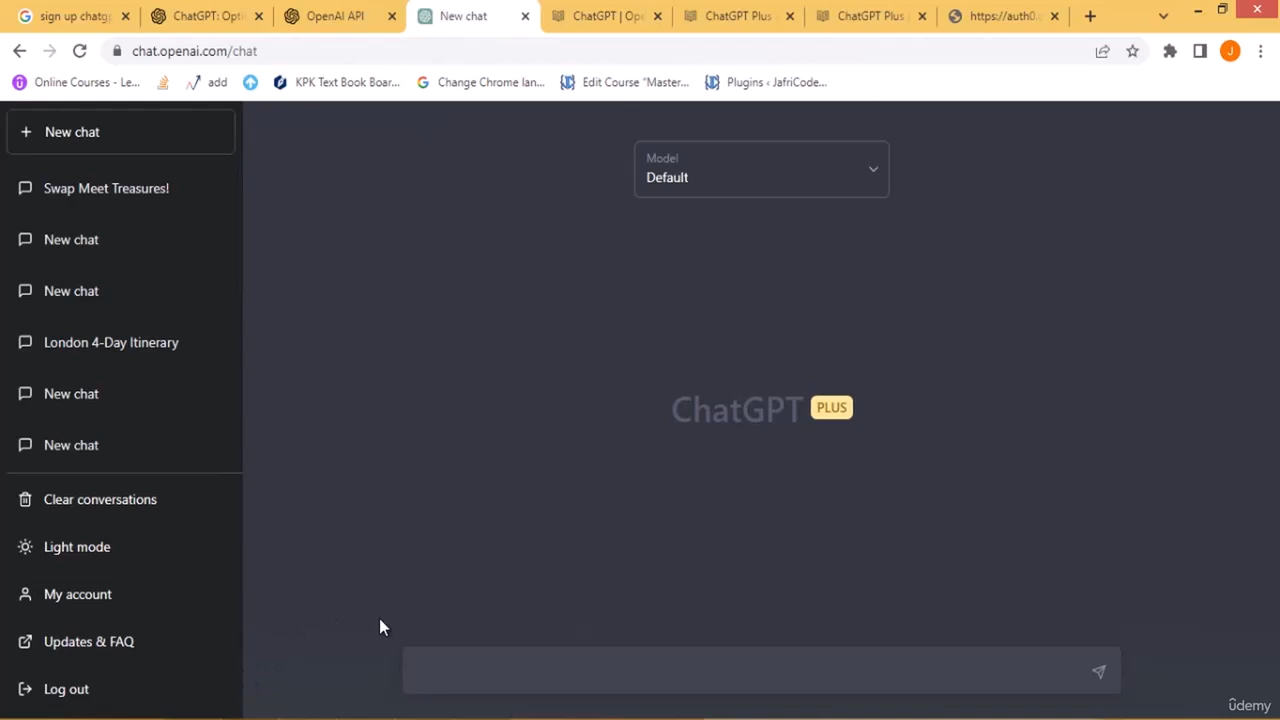 sign up chatg
ChatGPT: Opti
OpenAI API
New chat
ChatGPT | Ope
ChatGPT Plus
ChatGPT Plus
https://auth0.
chat.openai.com/chat
J
Online Courses - Le...
add
KPK Text Book Boar...
Change Chrome lan...
Edit Course "Master...
Plugins ‹ JafriCode...
New chat
Model
Default
Swap Meet Treasures!
New chat
New chat
London 4-Day Itinerary
New chat
ChatGPT PLUS
New chat
Clear conversations
Light mode
My account
Updates & FAQ
Log out
ûdemy